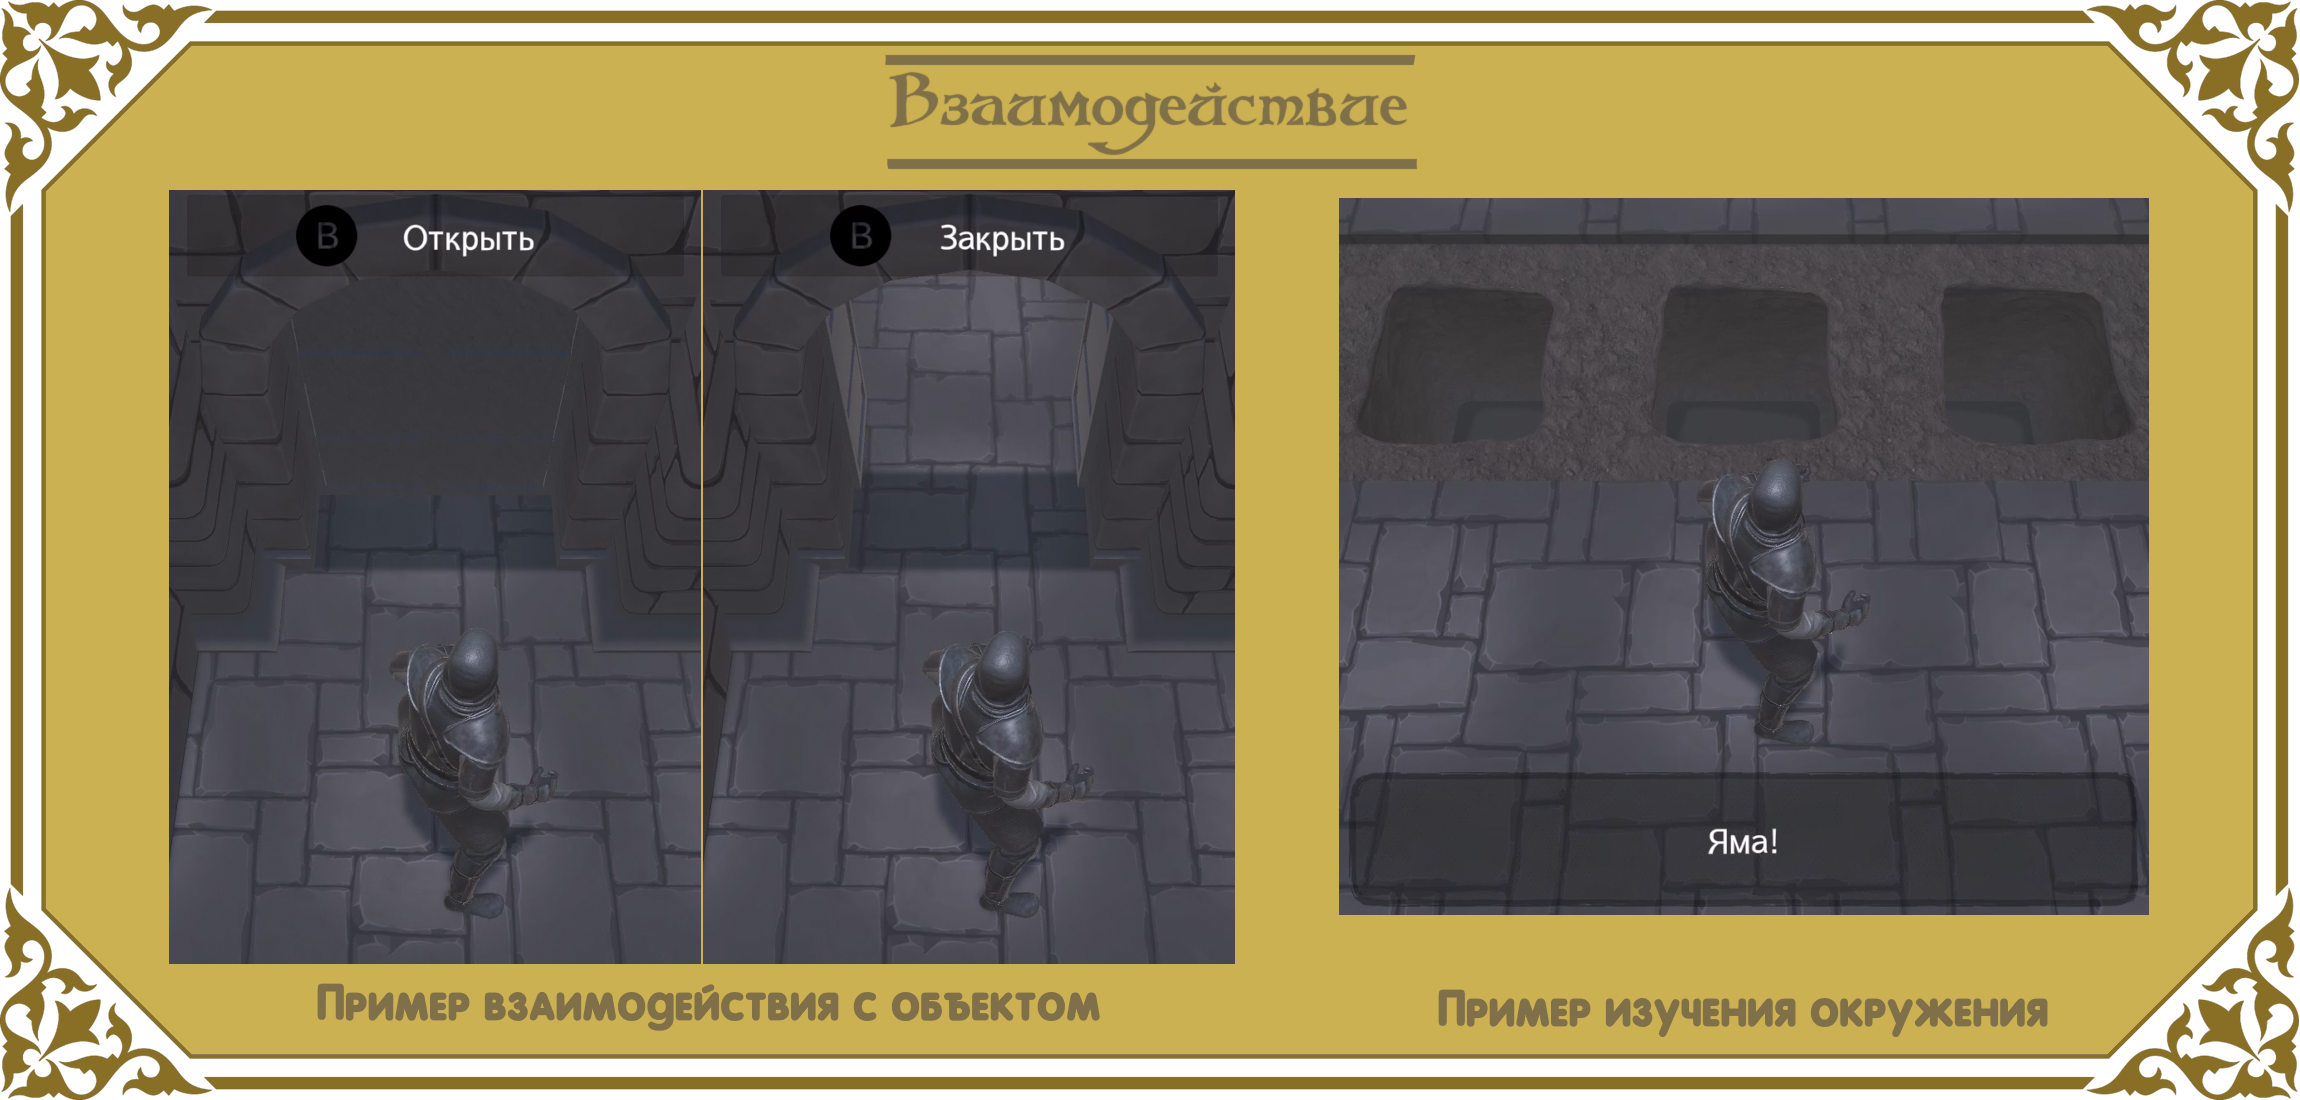 Взаимодействие
B Открыть
B Закрыть
Яма!
Пример взаимодействия с объектом
Пример изучения окружения